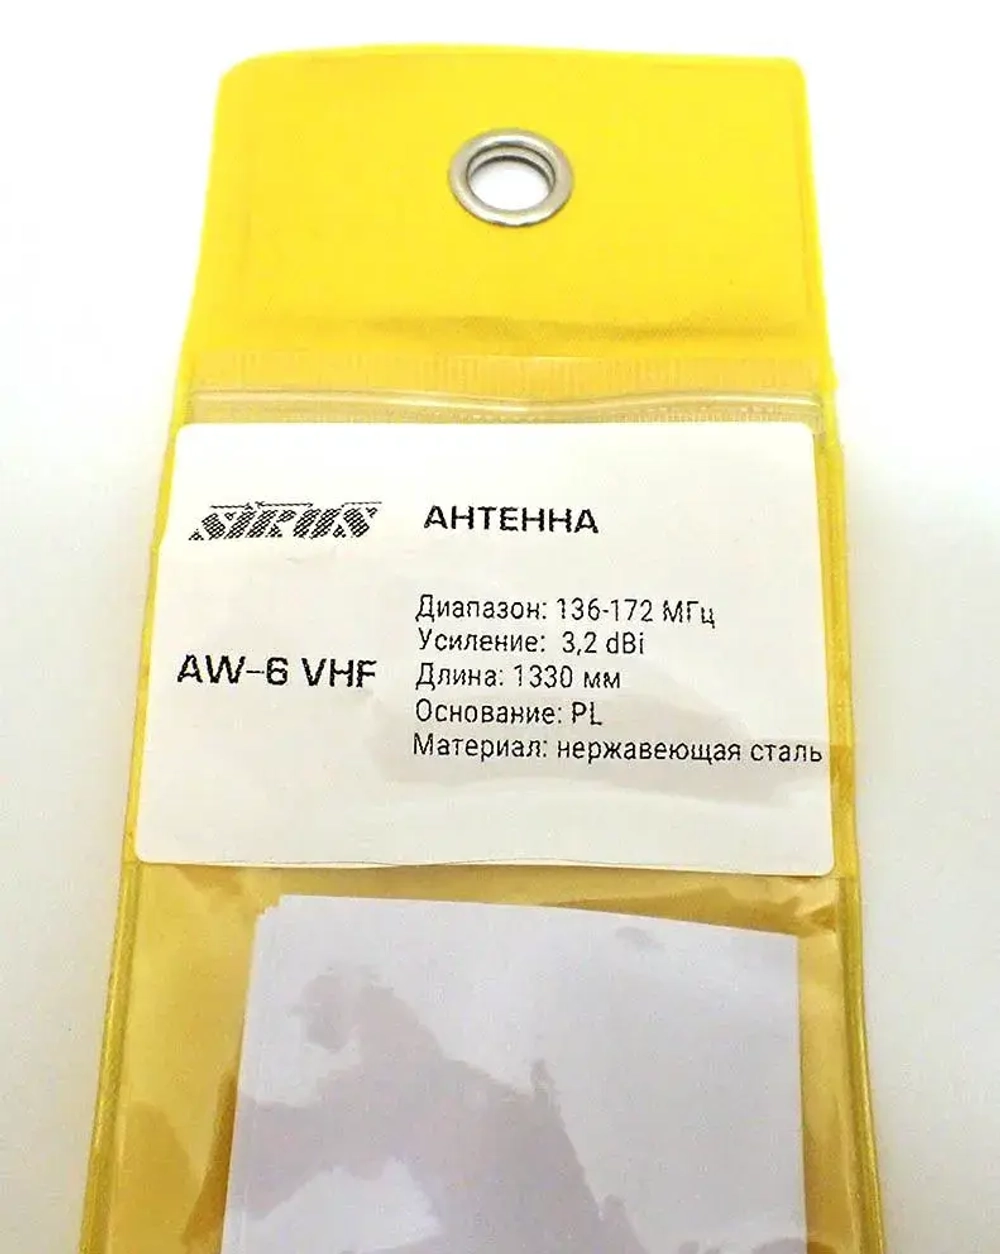 SIRUS АНТЕННА
AW-6 VHF
Диапазон: 136-172 МГц
Усиление: 3,2 dBi
Длина: 1330 мм
Основание: PL
Материал: нержавеющая сталь